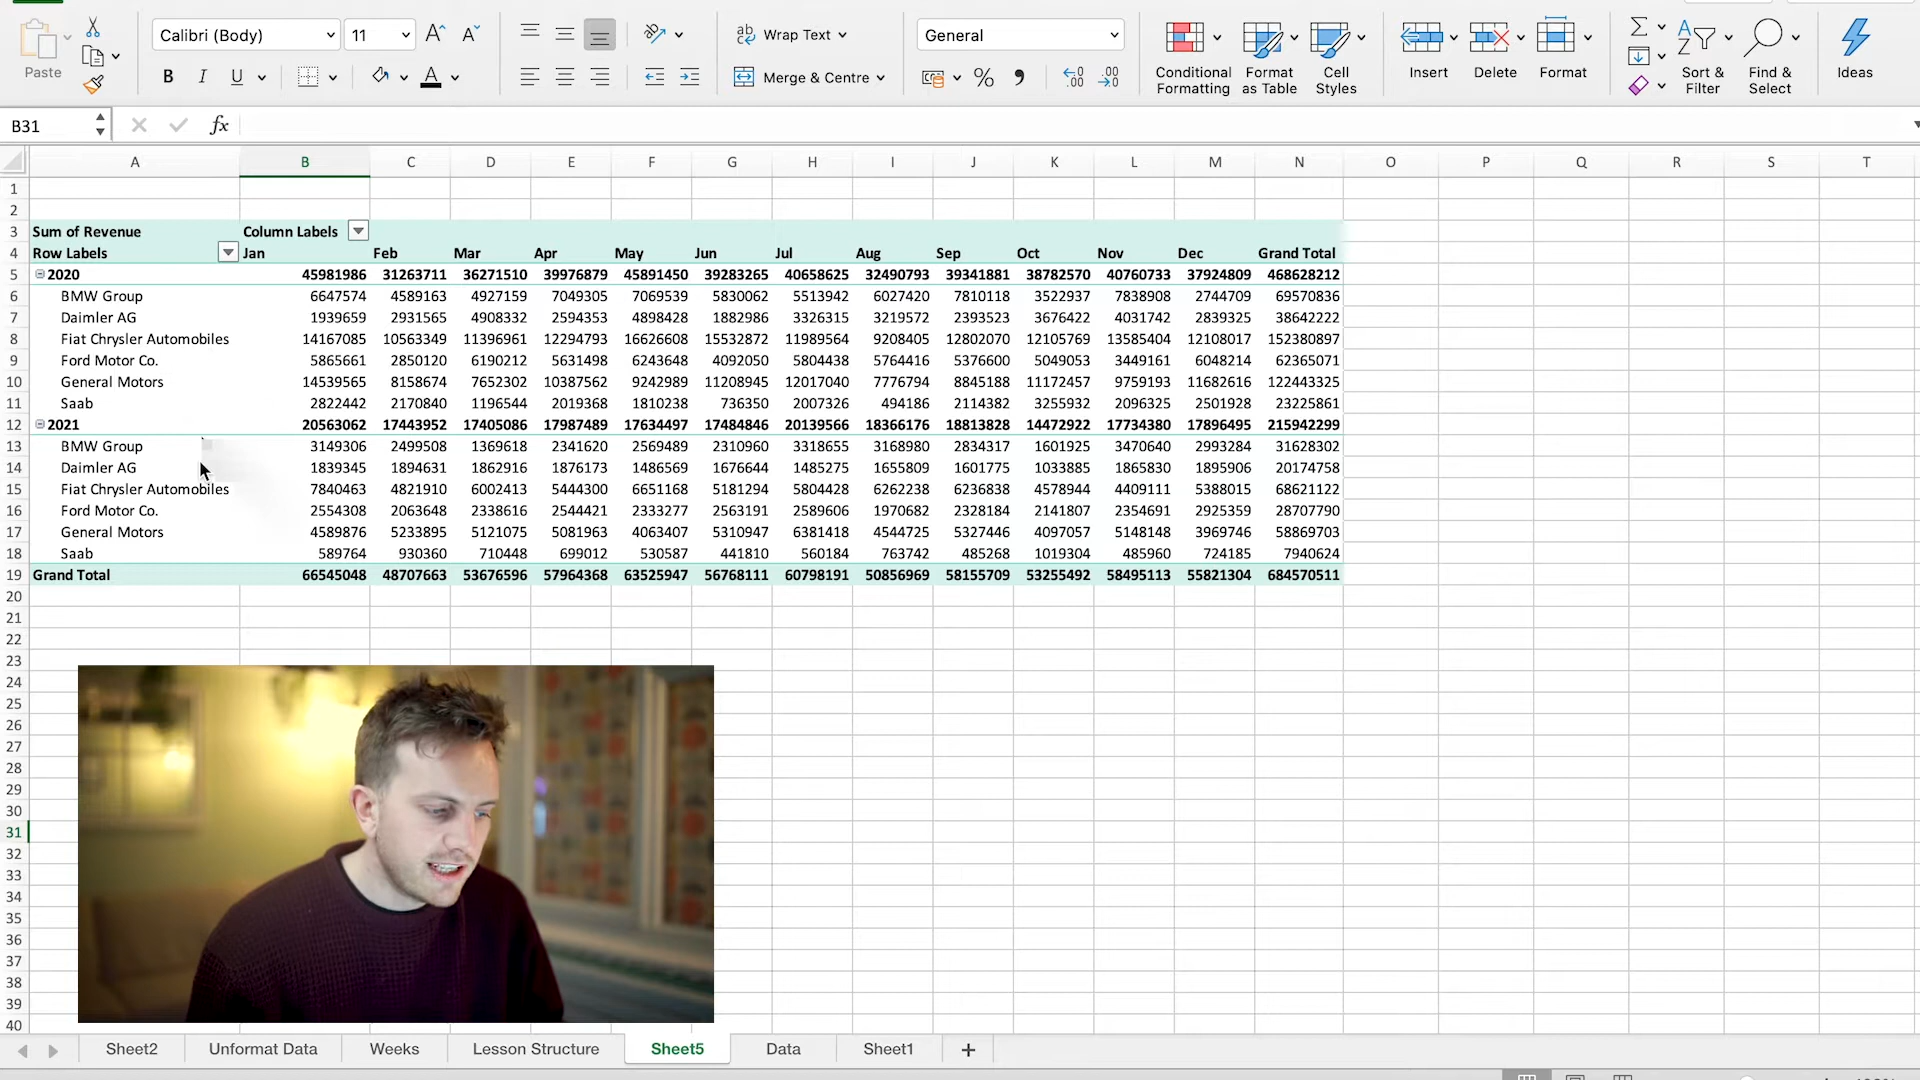 Calibri (Body) 11 A^ A˅ ab Wrap Text General
Paste B I U A Merge & Centre % Conditional Formatting Format as Table Cell Styles Insert Delete Format Sort & Filter Find & Select Ideas
B31 fx
A B C D E F G H I J K L M N O P Q R S T
1
2
3 Sum of Revenue Column Labels
4 Row Labels Jan Feb Mar Apr May Jun Jul Aug Sep Oct Nov Dec Grand Total
5 2020 45981986 31263711 36271510 39976879 45891450 39283265 40658625 32490793 39341881 38782570 40760733 37924809 468628212
6 BMW Group 6647574 4589163 4927159 7049305 7069539 5830062 5513942 6027420 7810118 3522937 7838908 2744709 69570836
7 Daimler AG 1939659 2931565 4908332 2594353 4898428 1882986 3326315 3219572 2393523 3676422 4031742 2839325 38642222
8 Fiat Chrysler Automobiles 14167085 10563349 11396961 12294793 16626608 15532872 11989564 9208405 12802070 12105769 13585404 12108017 152380897
9 Ford Motor Co. 5865661 2850120 6190212 5631498 6243648 4092050 5804438 5764416 5376600 5049053 3449161 6048214 62365071
10 General Motors 14539565 8158674 7652302 10387562 9242989 11208945 12017040 7776794 8845188 11172457 9759193 11682616 122443325
11 Saab 2822442 2170840 1196544 2019368 1810238 736350 2007326 494186 2114382 3255932 2096325 2501928 23225861
12 2021 20563062 17443952 17405086 17987489 17634497 17484846 20139566 18366176 18813828 14472922 17734380 17896495 215942299
13 BMW Group 3149306 2499508 1369618 2341620 2569489 2310960 3318655 3168980 2834317 1601925 3470640 2993284 31628302
14 Daimler AG 1839345 1894631 1862916 1876173 1486569 1676644 1485275 1655809 1601775 1033885 1865830 1895906 20174758
15 Fiat Chrysler Automobiles 7840463 4821910 6002413 5444300 6651168 5181294 5804428 6262238 6236838 4578944 4409111 5388015 68621122
16 Ford Motor Co. 2554308 2063648 2338616 2544421 2333277 2563191 2589606 1970682 2328184 2141807 2354691 2925359 28707790
17 General Motors 4589876 5233895 5121075 5081963 4063407 5310947 6381418 4544725 5327446 4097057 5148148 3969746 58869703
18 Saab 589764 930360 710448 699012 530587 441810 560184 763742 485268 1019304 485960 724185 7940624
19 Grand Total 66545048 48707663 53676596 57964368 63525947 56768111 60798191 50856969 58155709 53255492 58495113 55821304 684570511
20
21
22
23
24
25
26
27
28
29
30
31
32
33
34
35
36
37
38
39
40
Sheet2 Unformat Data Weeks Lesson Structure Sheet5 Data Sheet1 +